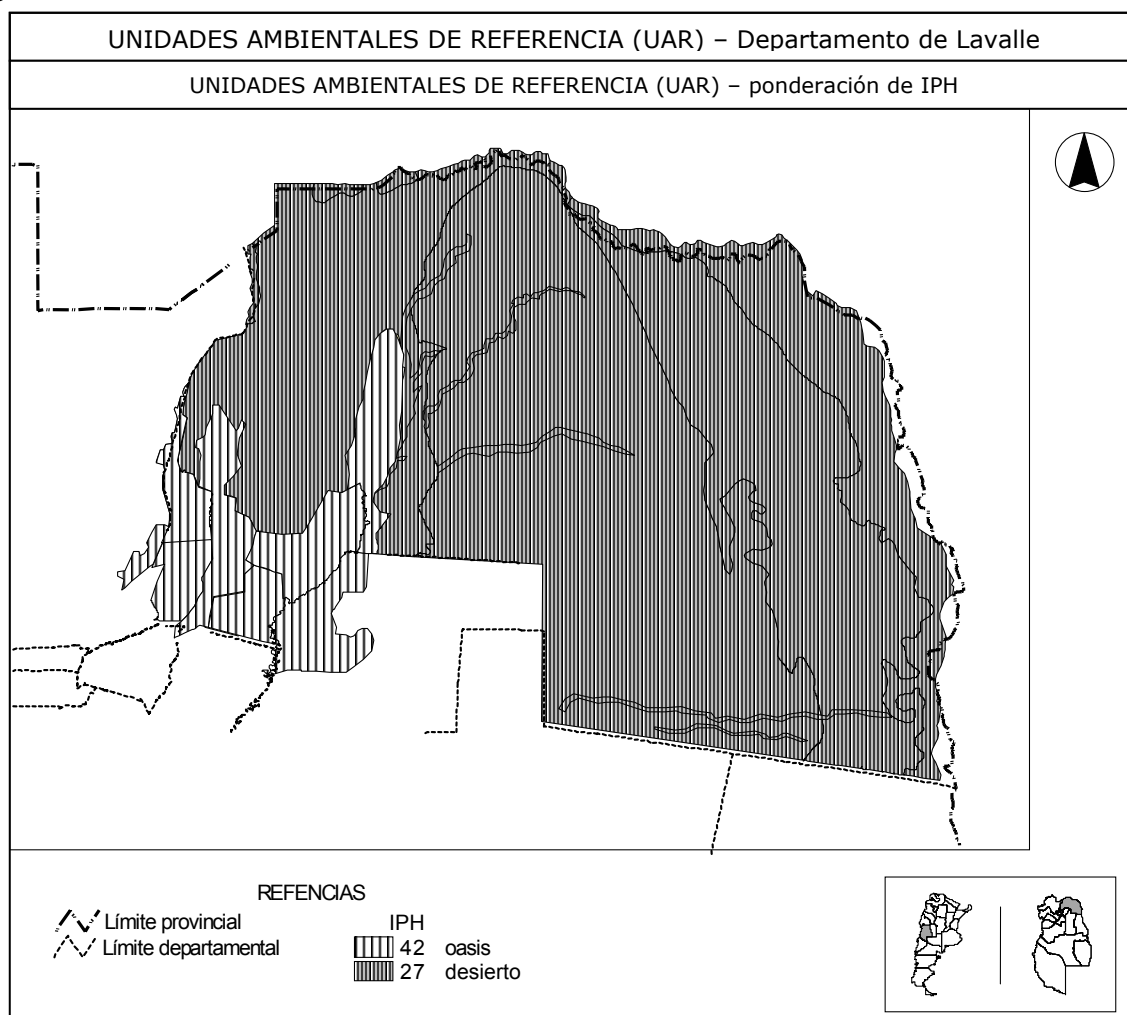 UNIDADES AMBIENTALES DE REFERENCIA (UAR) – Departamento de Lavalle
UNIDADES AMBIENTALES DE REFERENCIA (UAR) – ponderación de IPH
REFENCIAS
Límite provincial
Límite departamental
IPH
42 oasis
27 desierto